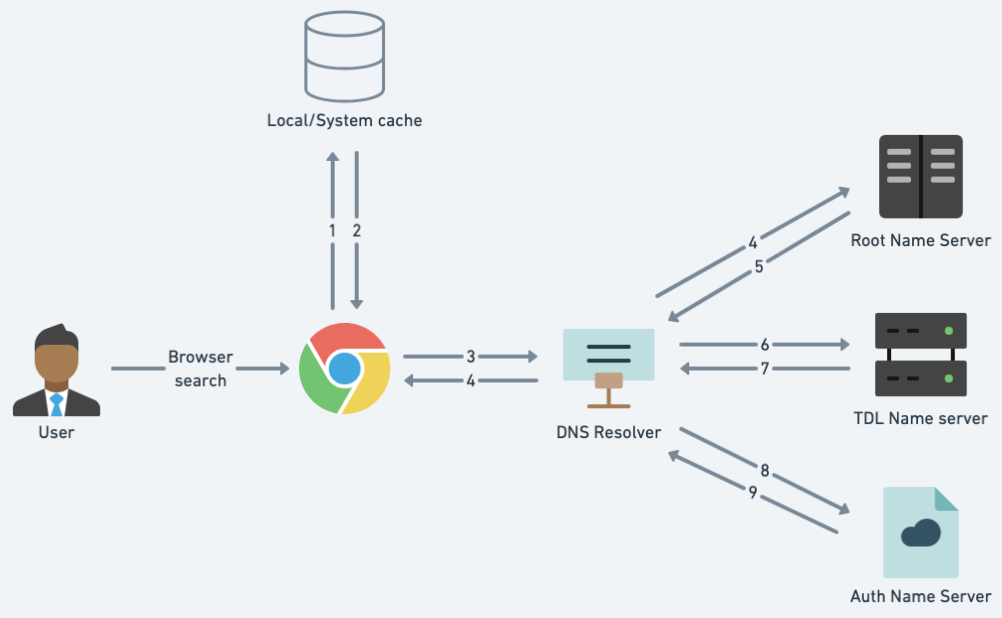 Local/System cache
1
2
4
5
Root Name Server
Browser
search
3
4
6
7
User
DNS Resolver
TDL Name server
8
9
Auth Name Server